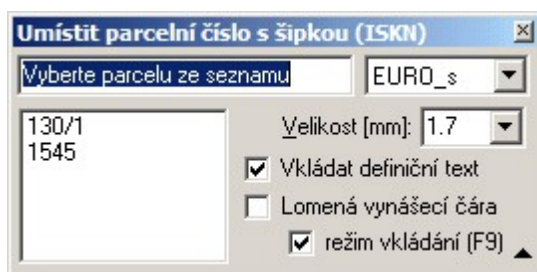 Umístit parcelní číslo s šipkou (ISKN)
Vyberte parcelu ze seznamu EURO_s
130/1
1545
Velikost [mm]: 1.7
Vkládat definiční text
Lomená vynášecí čára
režim vkládání (F9)